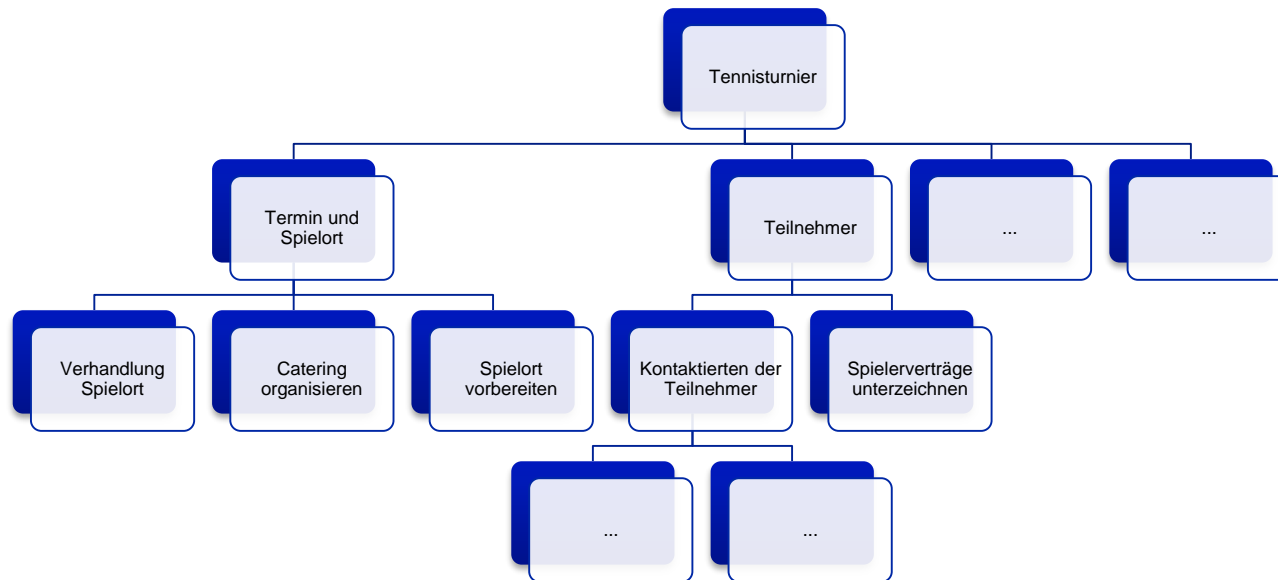 Tennisturnier
Termin und
Spielort
Teilnehmer
...
...
Verhandlung
Spielort
Catering
organisieren
Spielort
vorbereiten
Kontaktierten der
Teilnehmer
Spielerverträge
unterzeichnen
...
...